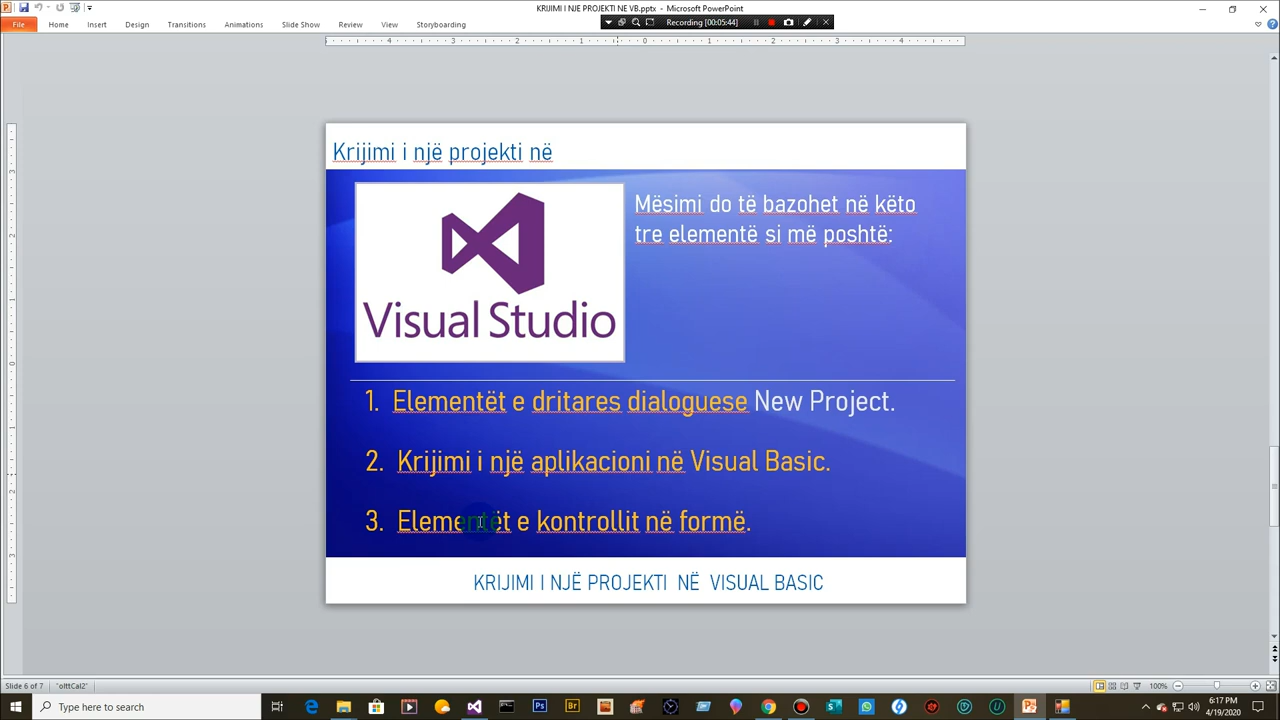 KRIJIMI I NJE PROJEKTI NE VB.pptx - Microsoft PowerPoint
Recording [00:05:44]
File Home Insert Design Transitions Animations Slide Show Review View Storyboarding
Krijimi i një projekti në
Visual Studio
Mësimi do të bazohet në këto
tre elementë si më poshtë:
1. Elementët e dritares dialoguese New Project.
2. Krijimi i një aplikacioni në Visual Basic.
3. Elementët e kontrollit në formë.
KRIJIMI I NJË PROJEKTI NË VISUAL BASIC
Slide 6 of 7 "olttCal2" 100%
Type here to search
6:17 PM
4/19/2020